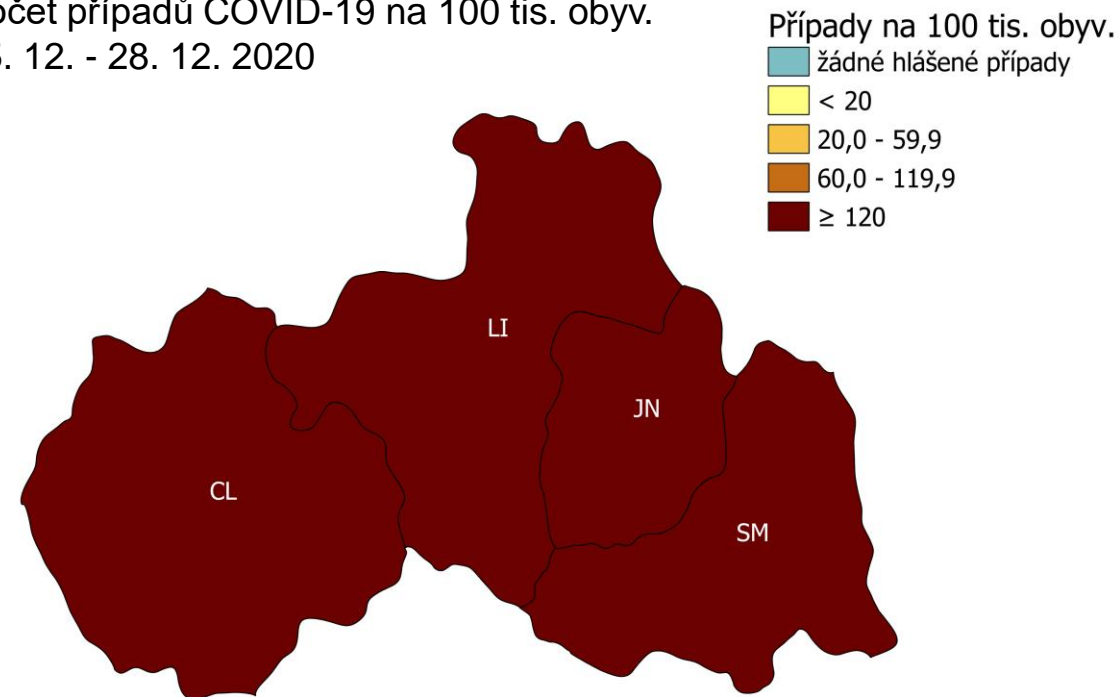 očet případů COVID-19 na 100 tis. obyv.
. 12. - 28. 12. 2020
Případy na 100 tis. obyv.
žádné hlášené případy
< 20
20,0 - 59,9
60,0 - 119,9
≥ 120
LI
JN
CL
SM